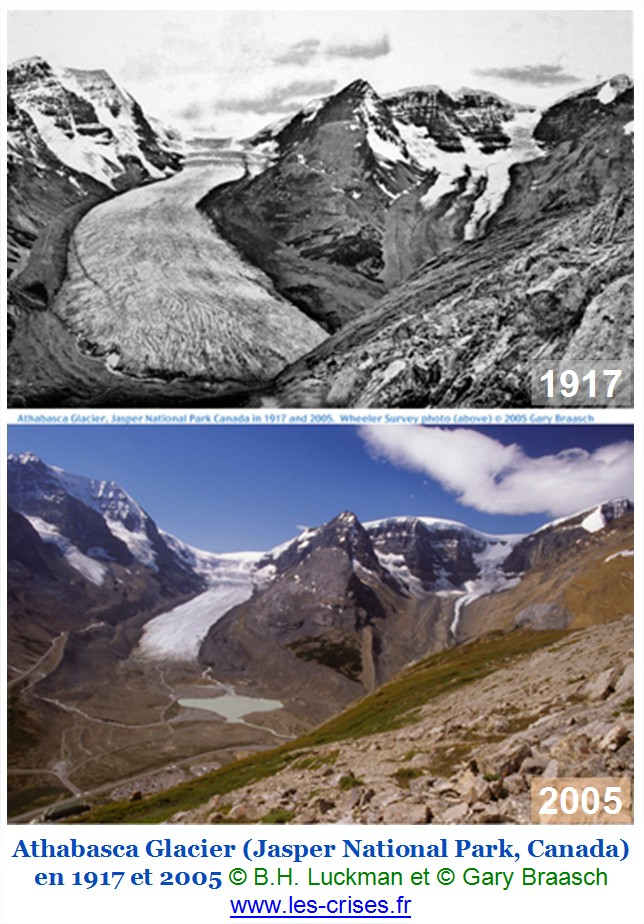 1917
Athabasca Glacier, Jasper National Park Canada in 1917 and 2005. Wheeler Survey photo (above) © 2005 Gary Braasch
2005
Athabasca Glacier (Jasper National Park, Canada)
en 1917 et 2005 © B.H. Luckman et © Gary Braasch
www.les-crises.fr